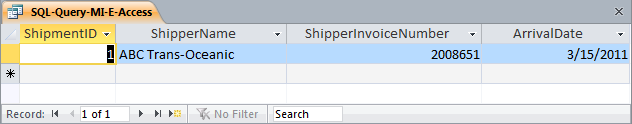 SQL-Query-MI-E-Access
ShipmentID ShipperName ShipperInvoiceNumber ArrivalDate
1 ABC Trans-Oceanic 2008651 3/15/2011
Record: 1 of 1 No Filter Search